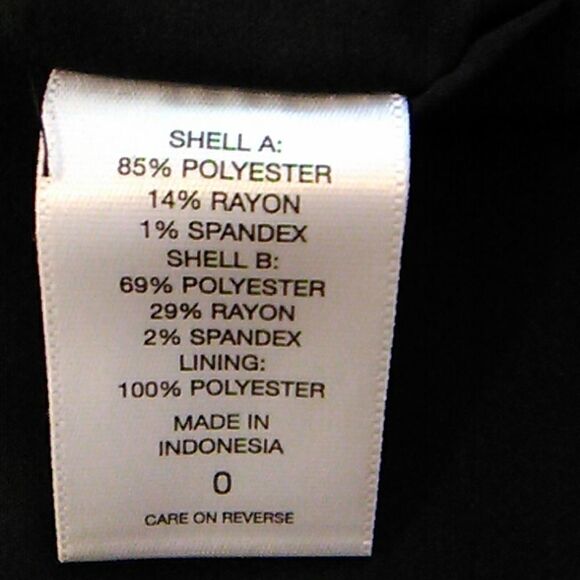 SHELL A:
85% POLYESTER
14% RAYON
1% SPANDEX
SHELL B:
69% POLYESTER
29% RAYON
2% SPANDEX
LINING:
100% POLYESTER
MADE IN
INDONESIA
0
CARE ON REVERSE